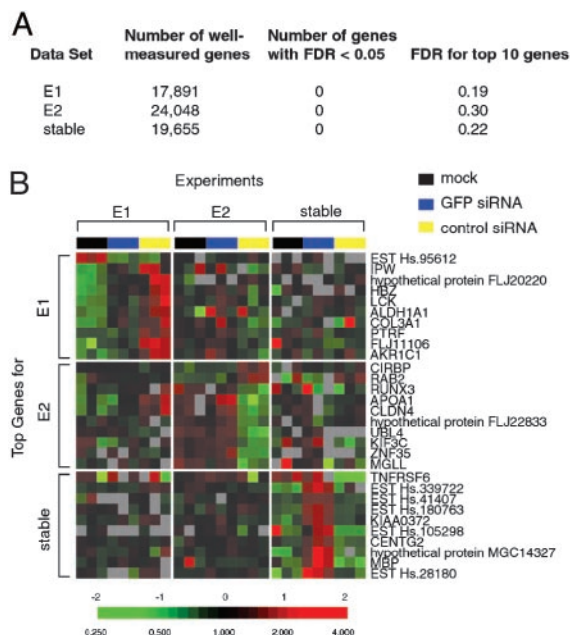 A
Data Set Number of well-measured genes Number of genes with FDR < 0.05 FDR for top 10 genes
E1 17,891 0 0.19
E2 24,048 0 0.30
stable 19,655 0 0.22
B
Experiments
mock
GFP siRNA
control siRNA
E1 E2 stable
Top Genes for
E1
EST Hs.95612
IPW
hypothetical protein FLJ20220
HBZ
LCK
ALDH1A1
COL3A1
PTRF
FLJ11106
AKR1C1
E2
CIRBP
RAB2
RUNX3
APOA1
CLDN4
hypothetical protein FLJ22833
UBL4
KIF3C
ZNF35
MGLL
stable
TNFRSF6
EST Hs.339722
EST Hs.41407
EST Hs.180763
KIAA0372
EST Hs.105298
CENTG2
hypothetical protein MGC14327
MBP
EST Hs.28180
-2 -1 0 1 2
0.250 0.500 1.000 2.000 4.000